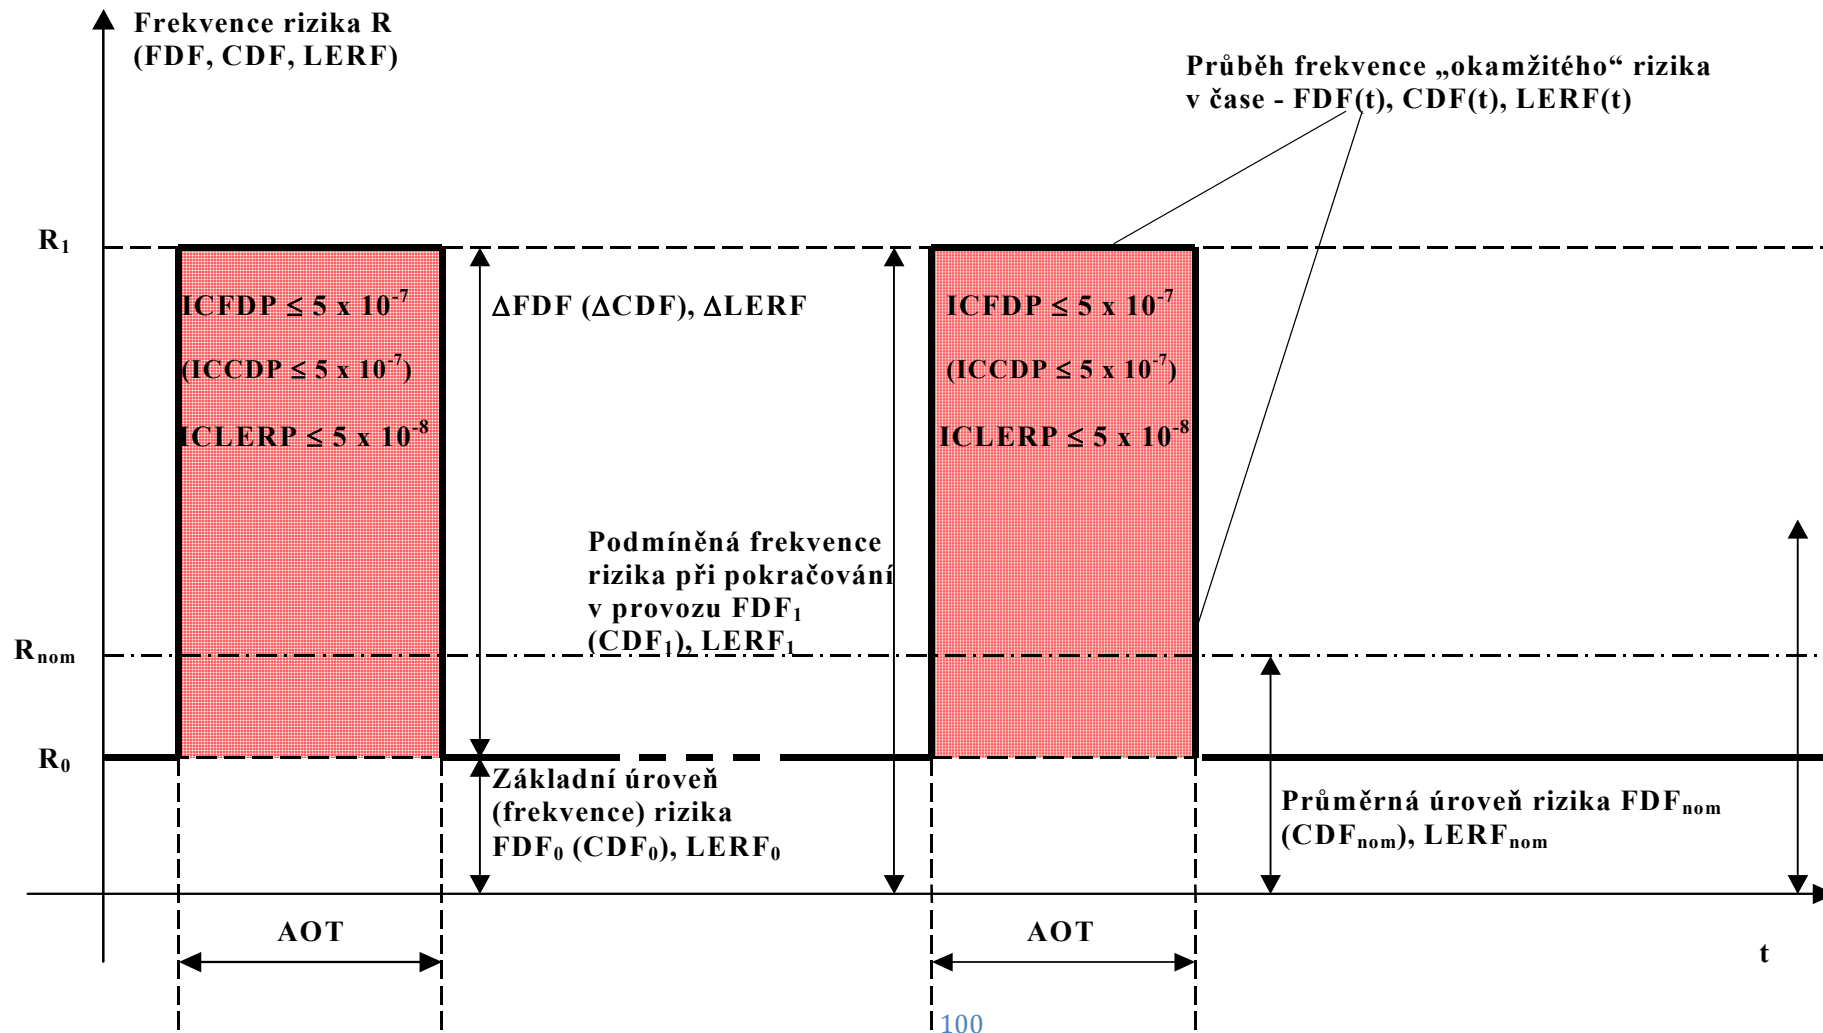 Frekvence rizika R
(FDF, CDF, LERF)
Průběh frekvence „okamžitého“ rizika
v čase - FDF(t), CDF(t), LERF(t)
R₁
ICFDP ≤ 5 x 10⁻⁷
(ICCDP ≤ 5 x 10⁻⁷)
ICLERP ≤ 5 x 10⁻⁸
ΔFDF (ΔCDF), ΔLERF
ICFDP ≤ 5 x 10⁻⁷
(ICCDP ≤ 5 x 10⁻⁷)
ICLERP ≤ 5 x 10⁻⁸
Podmíněná frekvence
rizika při pokračování
v provozu FDF₁
(CDF₁), LERF₁
Rnom
R₀
Základní úroveň
(frekvence) rizika
FDF₀ (CDF₀), LERF₀
Průměrná úroveň rizika FDFnom
(CDFnom), LERFnom
AOT
AOT
t
100